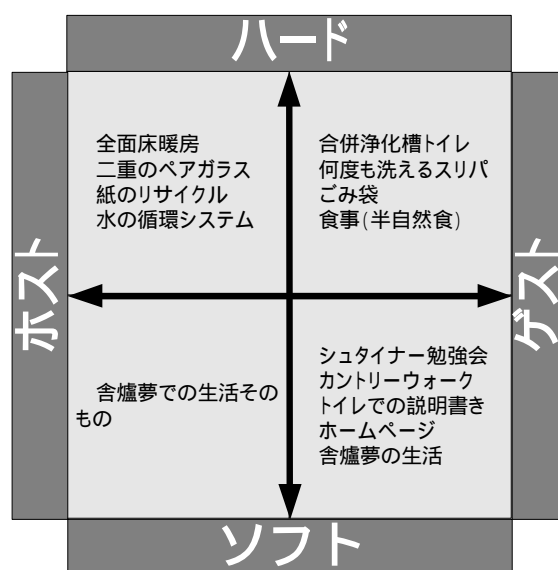 ハード
ホスト
全面床暖房
二重のペアガラス
紙のリサイクル
水の循環システム
合併浄化槽トイレ
何度も洗えるスリパ
ごみ袋
食事(半自然食)
ゲスト
舎爐夢での生活その
もの
シュタイナー勉強会
カントリーウォーク
トイレでの説明書き
ホームページ
舎爐夢の生活
ソフト